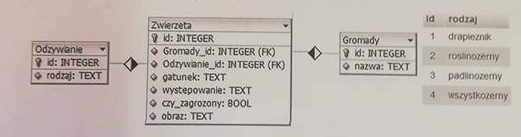 Odzywianie
id: INTEGER
rodzaj: TEXT
Zwierzeta
id: INTEGER
Gromady_id: INTEGER (FK)
Odzywianie_id: INTEGER (FK)
gatunek: TEXT
wystepowanie: TEXT
czy_zagrozony: BOOL
obraz: TEXT
Gromady
id: INTEGER
nazwa: TEXT
id rodzaj
1 drapieznik
2 roslinozerny
3 padlinozerny
4 wszystkozerny